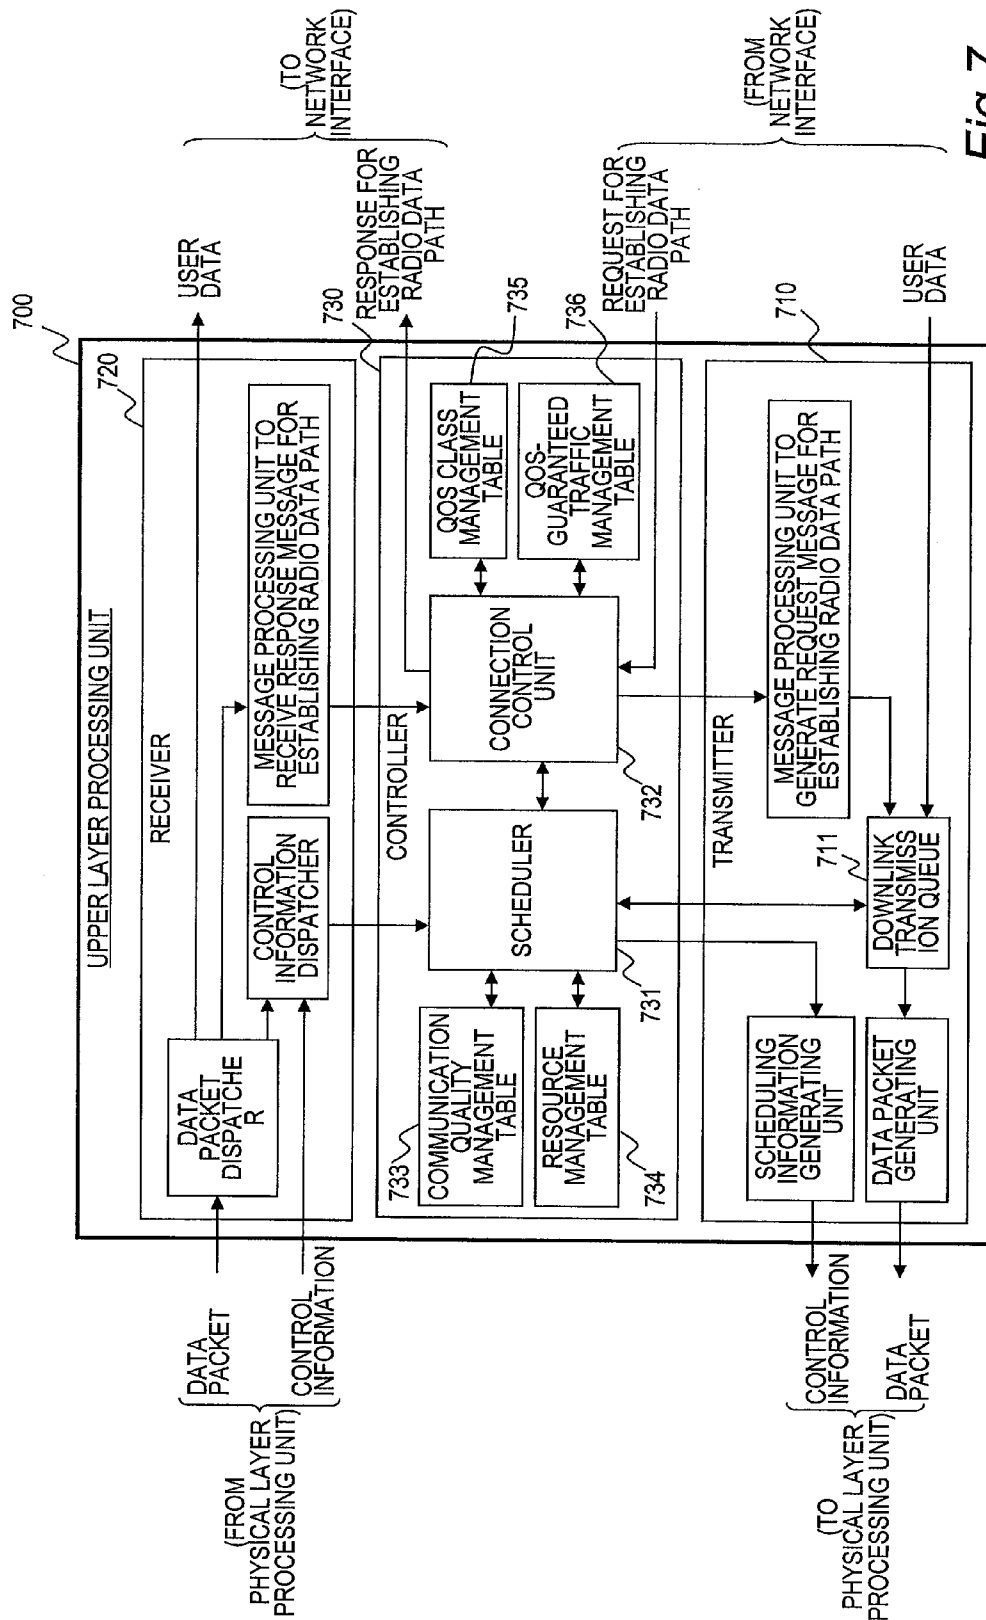 700
UPPER LAYER PROCESSING UNIT
720
RECEIVER
(FROM
PHYSICAL LAYER
PROCESSING UNIT)
DATA
PACKET
CONTROL
INFORMATION
DATA
PACKET
DISPATCHE
R
CONTROL
INFORMATION
DISPATCHER
MESSAGE PROCESSING UNIT TO
RECEIVE RESPONSE MESSAGE FOR
ESTABLISHING RADIO DATA PATH
USER
DATA
(TO
NETWORK
INTERFACE)
RESPONSE FOR
ESTABLISHING
RADIO DATA
PATH
730
CONTROLLER
733
COMMUNICATION
QUALITY
MANAGEMENT
TABLE
RESOURCE
MANAGEMENT
TABLE
734
SCHEDULER
731
CONNECTION
CONTROL
UNIT
732
QOS CLASS
MANAGEMENT
TABLE
735
QOS-
GUARANTEED
TRAFFIC
MANAGEMENT
TABLE
736
REQUEST FOR
ESTABLISHING
RADIO DATA
PATH
(FROM
NETWORK
INTERFACE)
710
TRANSMITTER
MESSAGE PROCESSING UNIT TO
GENERATE REQUEST MESSAGE FOR
ESTABLISHING RADIO DATA PATH
711
DOWNLINK
TRANSMISS
ION QUEUE
USER
DATA
SCHEDULING
INFORMATION
GENERATING
UNIT
DATA PACKET
GENERATING
UNIT
CONTROL
INFORMATION
DATA
PACKET
(TO
PHYSICAL LAYER
PROCESSING UNIT)
Fig. 7